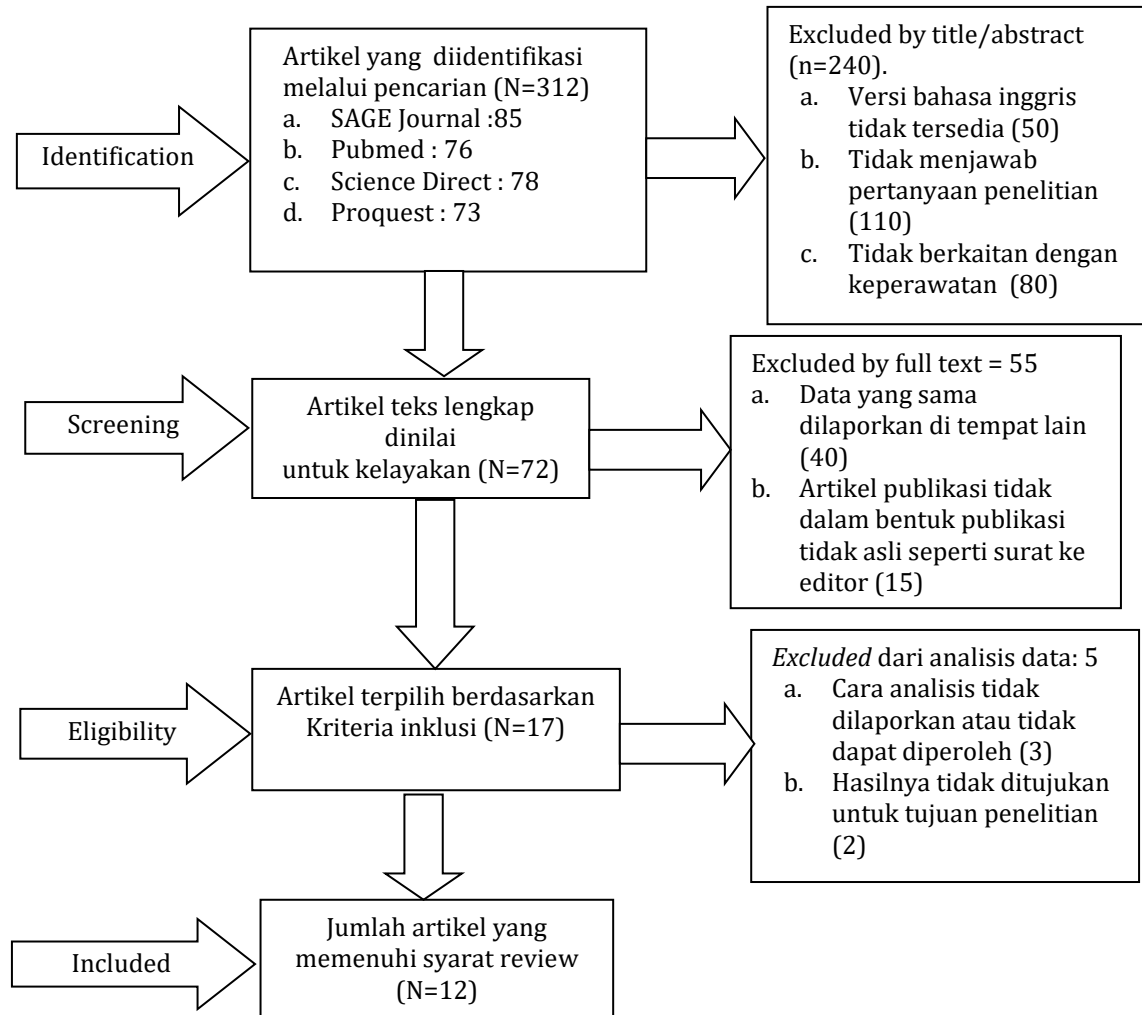 Identification
Artikel yang diidentifikasi
melalui pencarian (N=312)
a. SAGE Journal :85
b. Pubmed : 76
c. Science Direct : 78
d. Proquest : 73
Excluded by title/abstract
(n=240).
a. Versi bahasa inggris
tidak tersedia (50)
b. Tidak menjawab
pertanyaan penelitian
(110)
c. Tidak berkaitan dengan
keperawatan (80)
Screening
Artikel teks lengkap
dinilai
untuk kelayakan (N=72)
Excluded by full text = 55
a. Data yang sama
dilaporkan di tempat lain
(40)
b. Artikel publikasi tidak
dalam bentuk publikasi
tidak asli seperti surat ke
editor (15)
Eligibility
Artikel terpilih berdasarkan
Kriteria inklusi (N=17)
Excluded dari analisis data: 5
a. Cara analisis tidak
dilaporkan atau tidak
dapat diperoleh (3)
b. Hasilnya tidak ditujukan
untuk tujuan penelitian
(2)
Included
Jumlah artikel yang
memenuhi syarat review
(N=12)